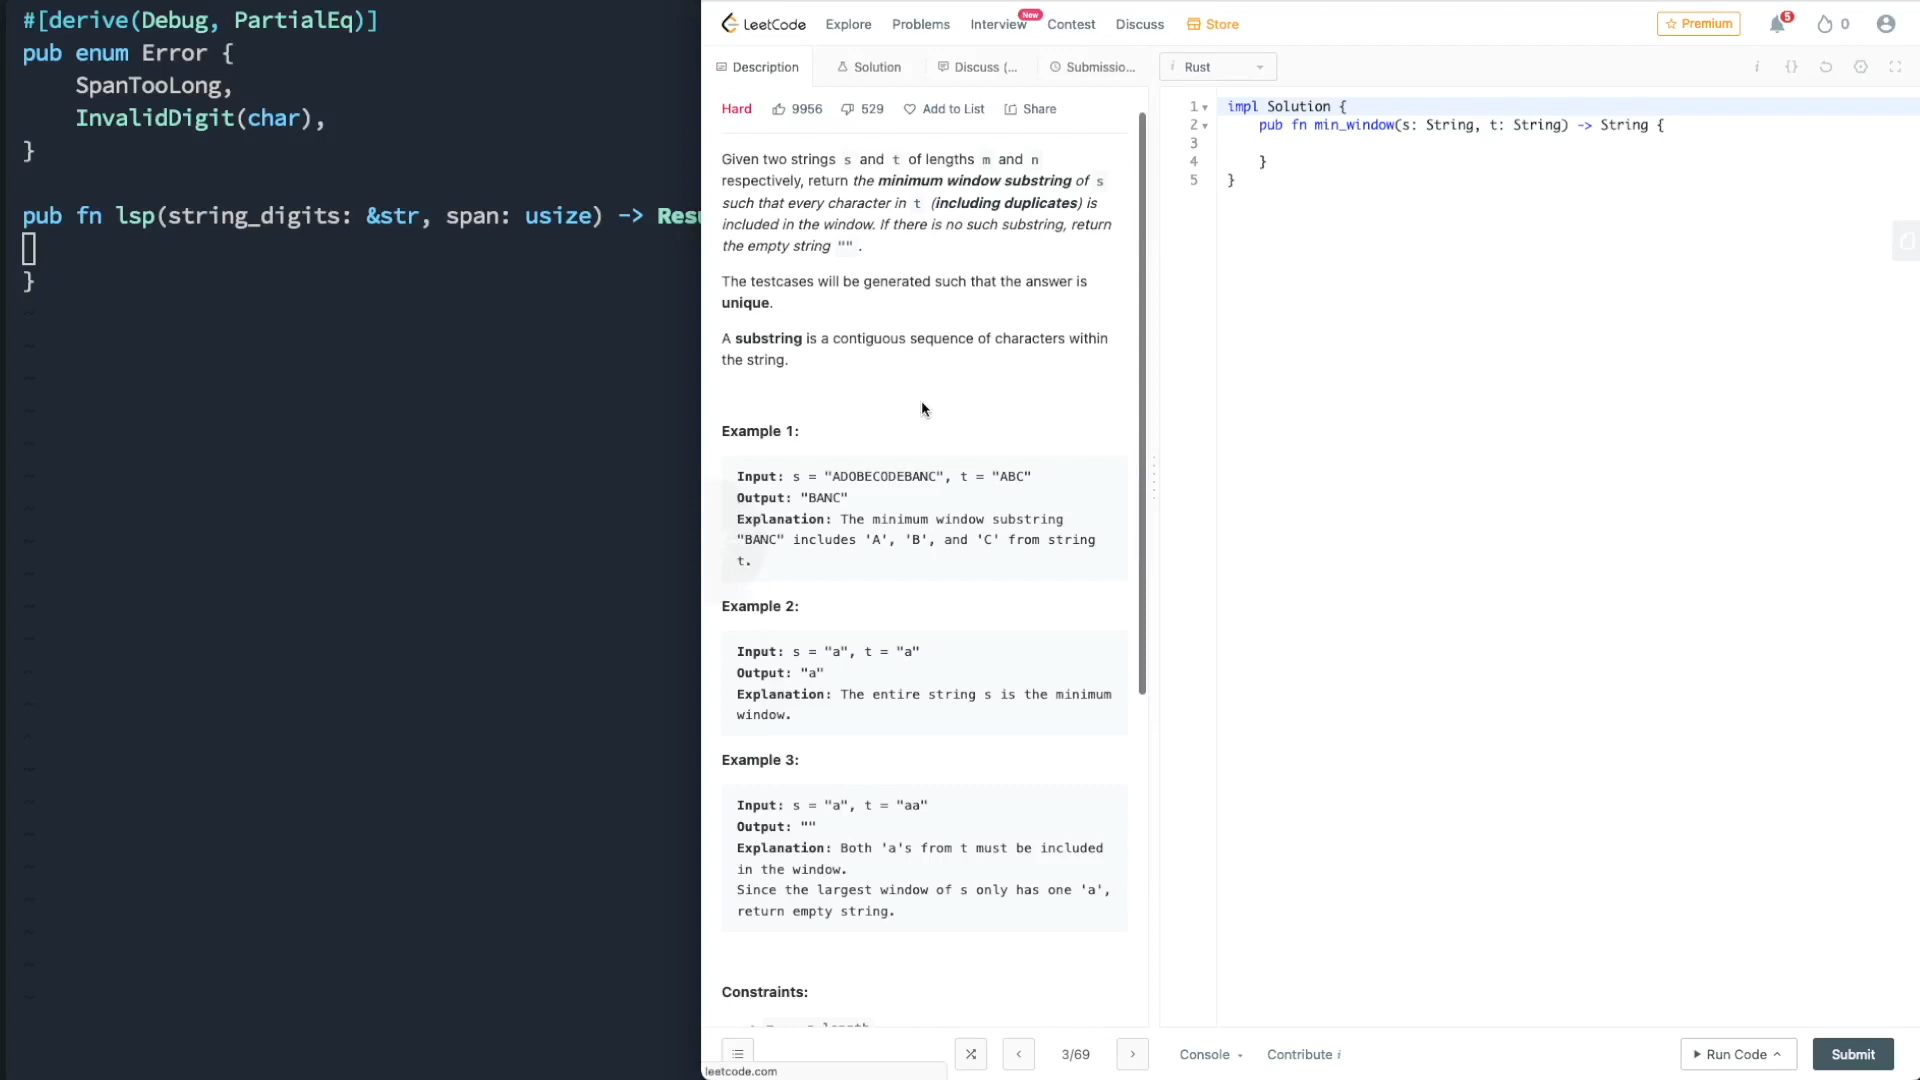 #[derive(Debug, PartialEq)]
pub enum Error {
    SpanTooLong,
    InvalidDigit(char),
}
pub fn lsp(string_digits: &str, span: usize) -> Resu
}
LeetCode Explore Problems Interview New Contest Discuss Store Premium 5 0
Description Solution Discuss (... Submissio... i Rust i {}
Hard 9956 529 Add to List Share
Given two strings s and t of lengths m and n
respectively, return the minimum window substring of s
such that every character in t (including duplicates) is
included in the window. If there is no such substring, return
the empty string "" .
The testcases will be generated such that the answer is
unique.
A substring is a contiguous sequence of characters within
the string.
Example 1:
Input: s = "ADOBECODEBANC", t = "ABC"
Output: "BANC"
Explanation: The minimum window substring
"BANC" includes 'A', 'B', and 'C' from string
t.
Example 2:
Input: s = "a", t = "a"
Output: "a"
Explanation: The entire string s is the minimum
window.
Example 3:
Input: s = "a", t = "aa"
Output: ""
Explanation: Both 'a's from t must be included
in the window.
Since the largest window of s only has one 'a',
return empty string.
Constraints:
1 impl Solution {
2     pub fn min_window(s: String, t: String) -> String {
3
4     }
5 }
< 3/69 > Console Contribute i Run Code Submit
leetcode.com